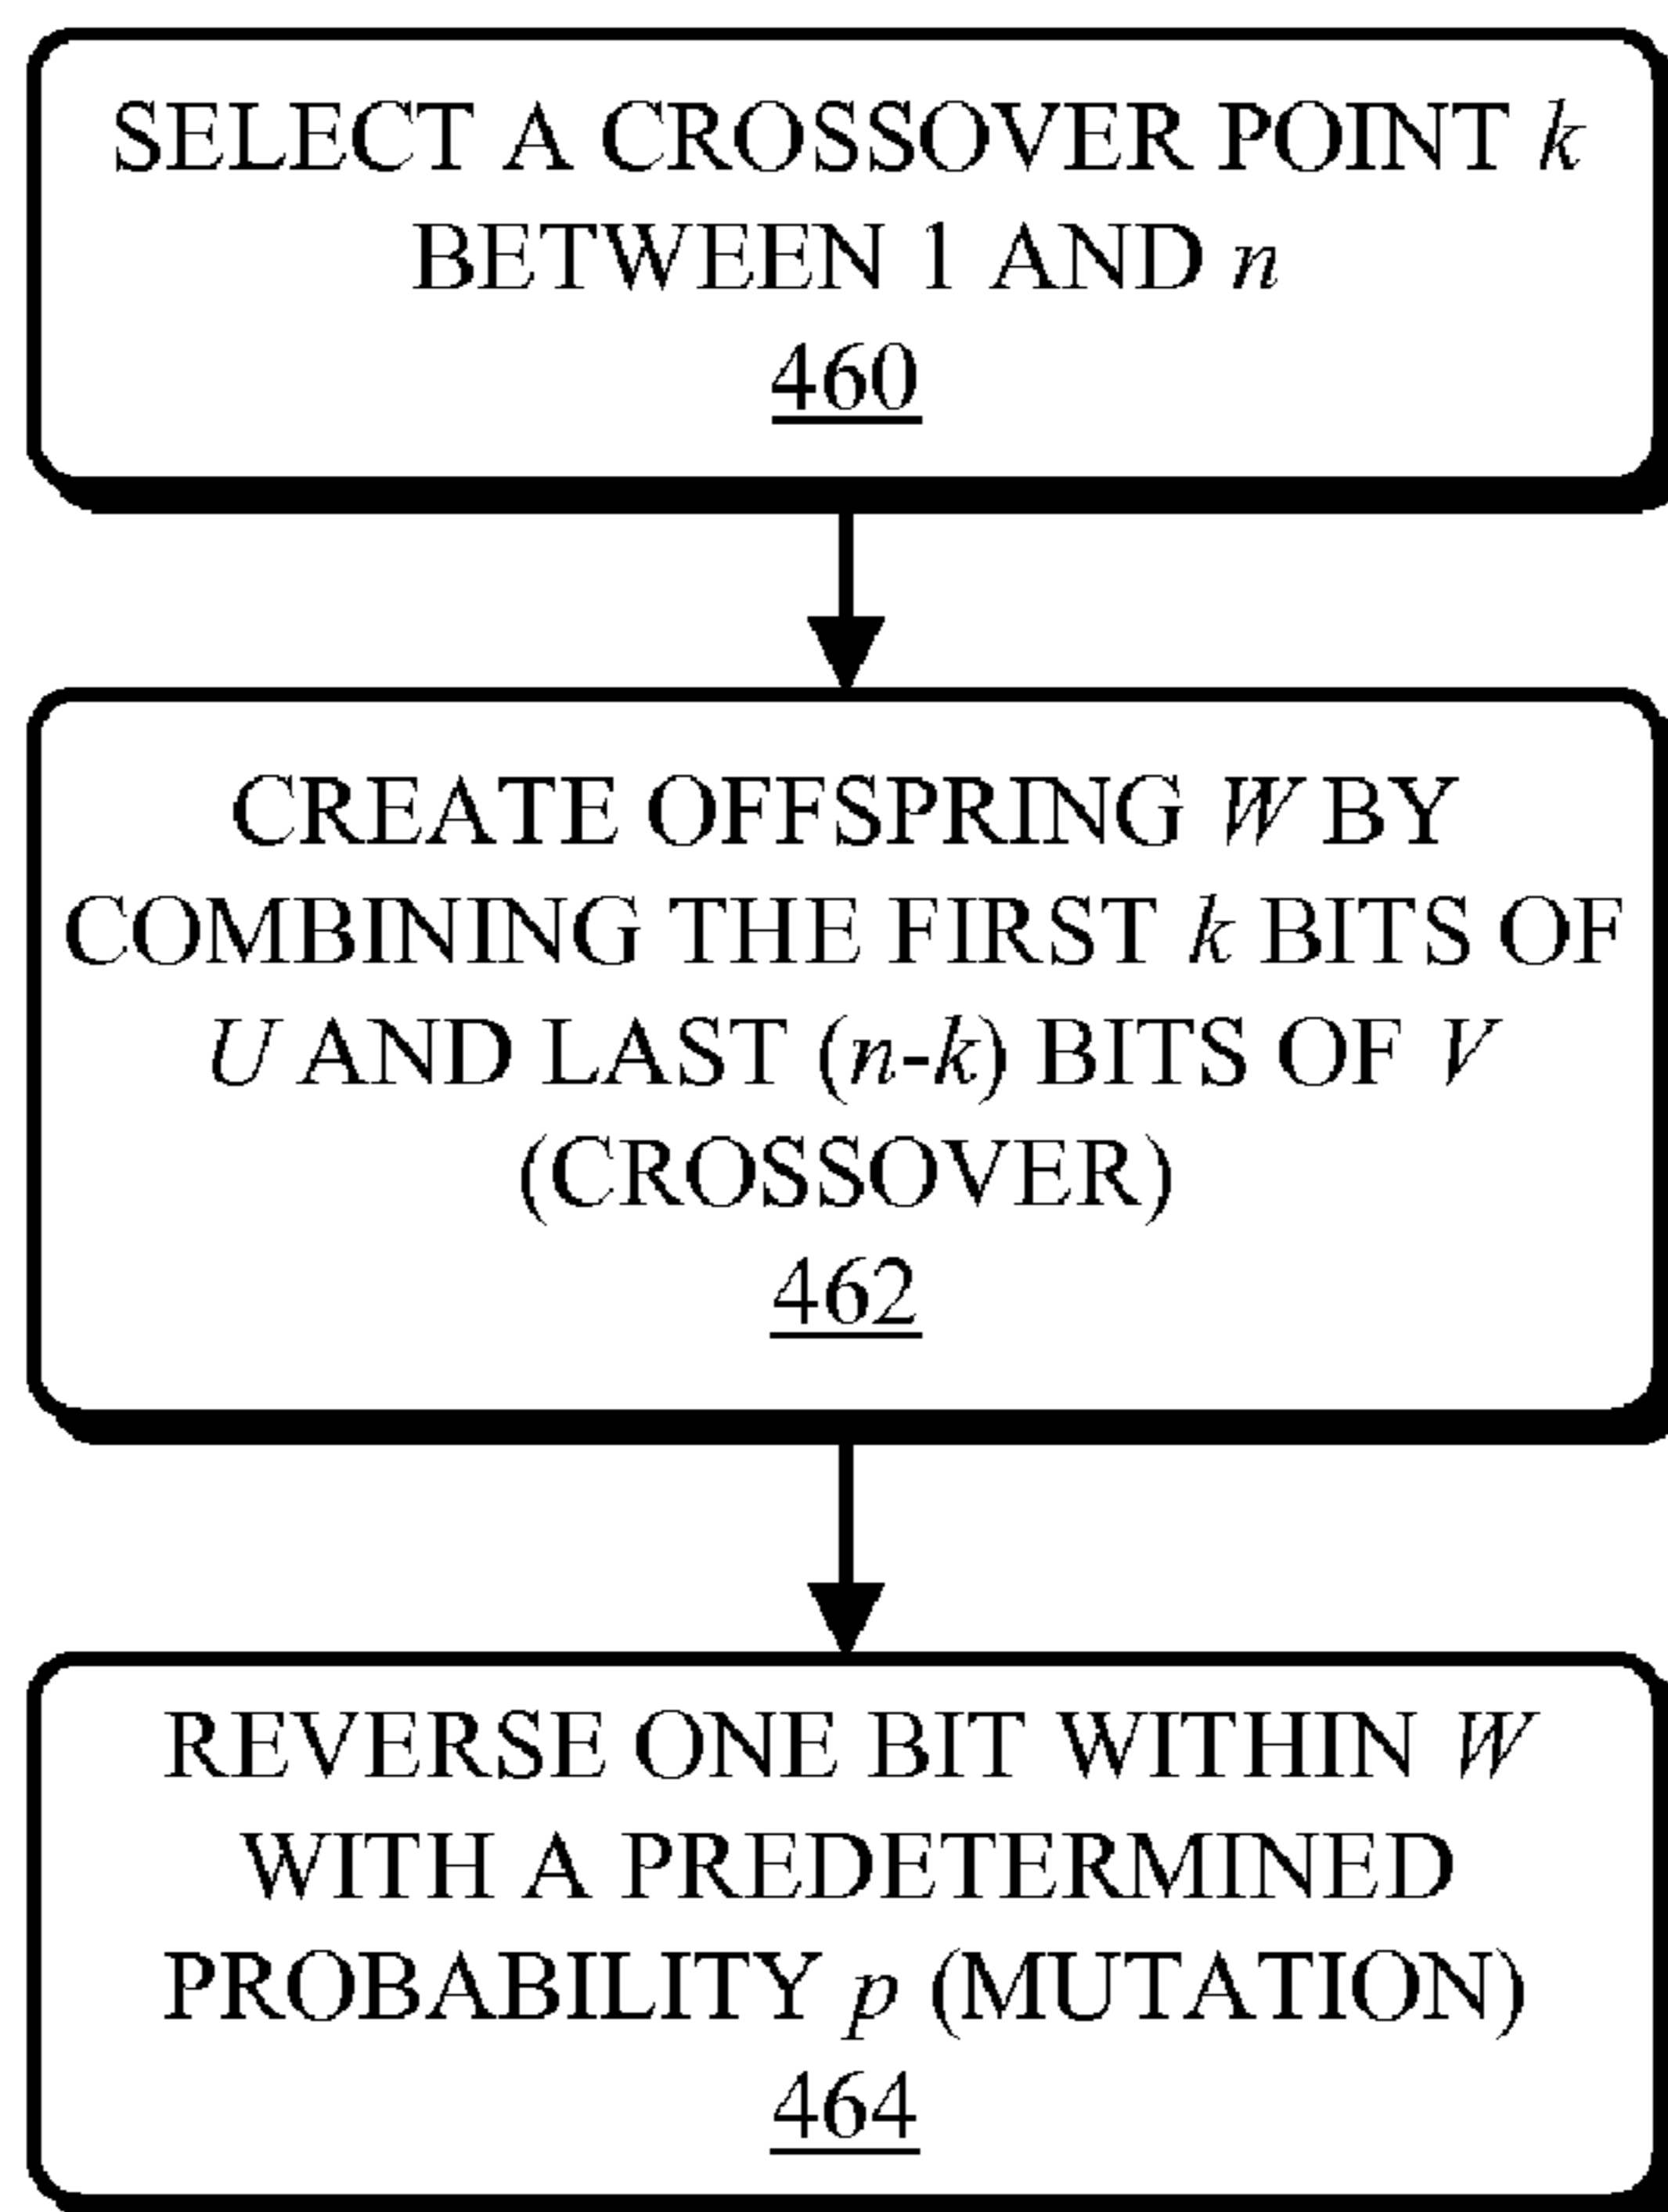 SELECT A CROSSOVER POINT k
BETWEEN 1 AND n
460
CREATE OFFSPRING W BY
COMBINING THE FIRST k BITS OF
U AND LAST (n-k) BITS OF V
(CROSSOVER)
462
REVERSE ONE BIT WITHIN W
WITH A PREDETERMINED
PROBABILITY p (MUTATION)
464